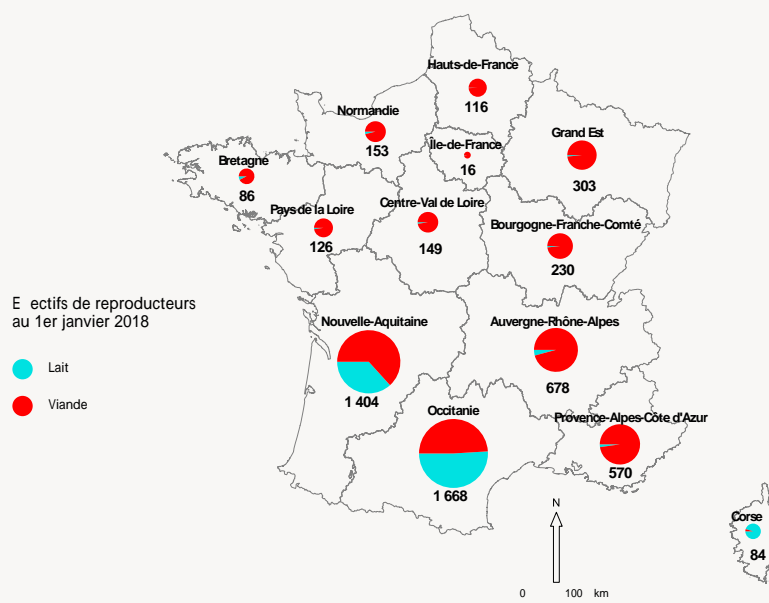 Hauts-de-France
116
Normandie
153
Île-de-France
16
Grand Est
303
Bretagne
86
Pays de la Loire
126
Centre-Val de Loire
149
Bourgogne-Franche-Comté
230
E ectifs de reproducteurs
au 1er janvier 2018
Lait
Viande
Nouvelle-Aquitaine
1 404
Auvergne-Rhône-Alpes
678
Occitanie
1 668
Provence-Alpes-Côte d'Azur
570
Corse
84
N
0 100 km